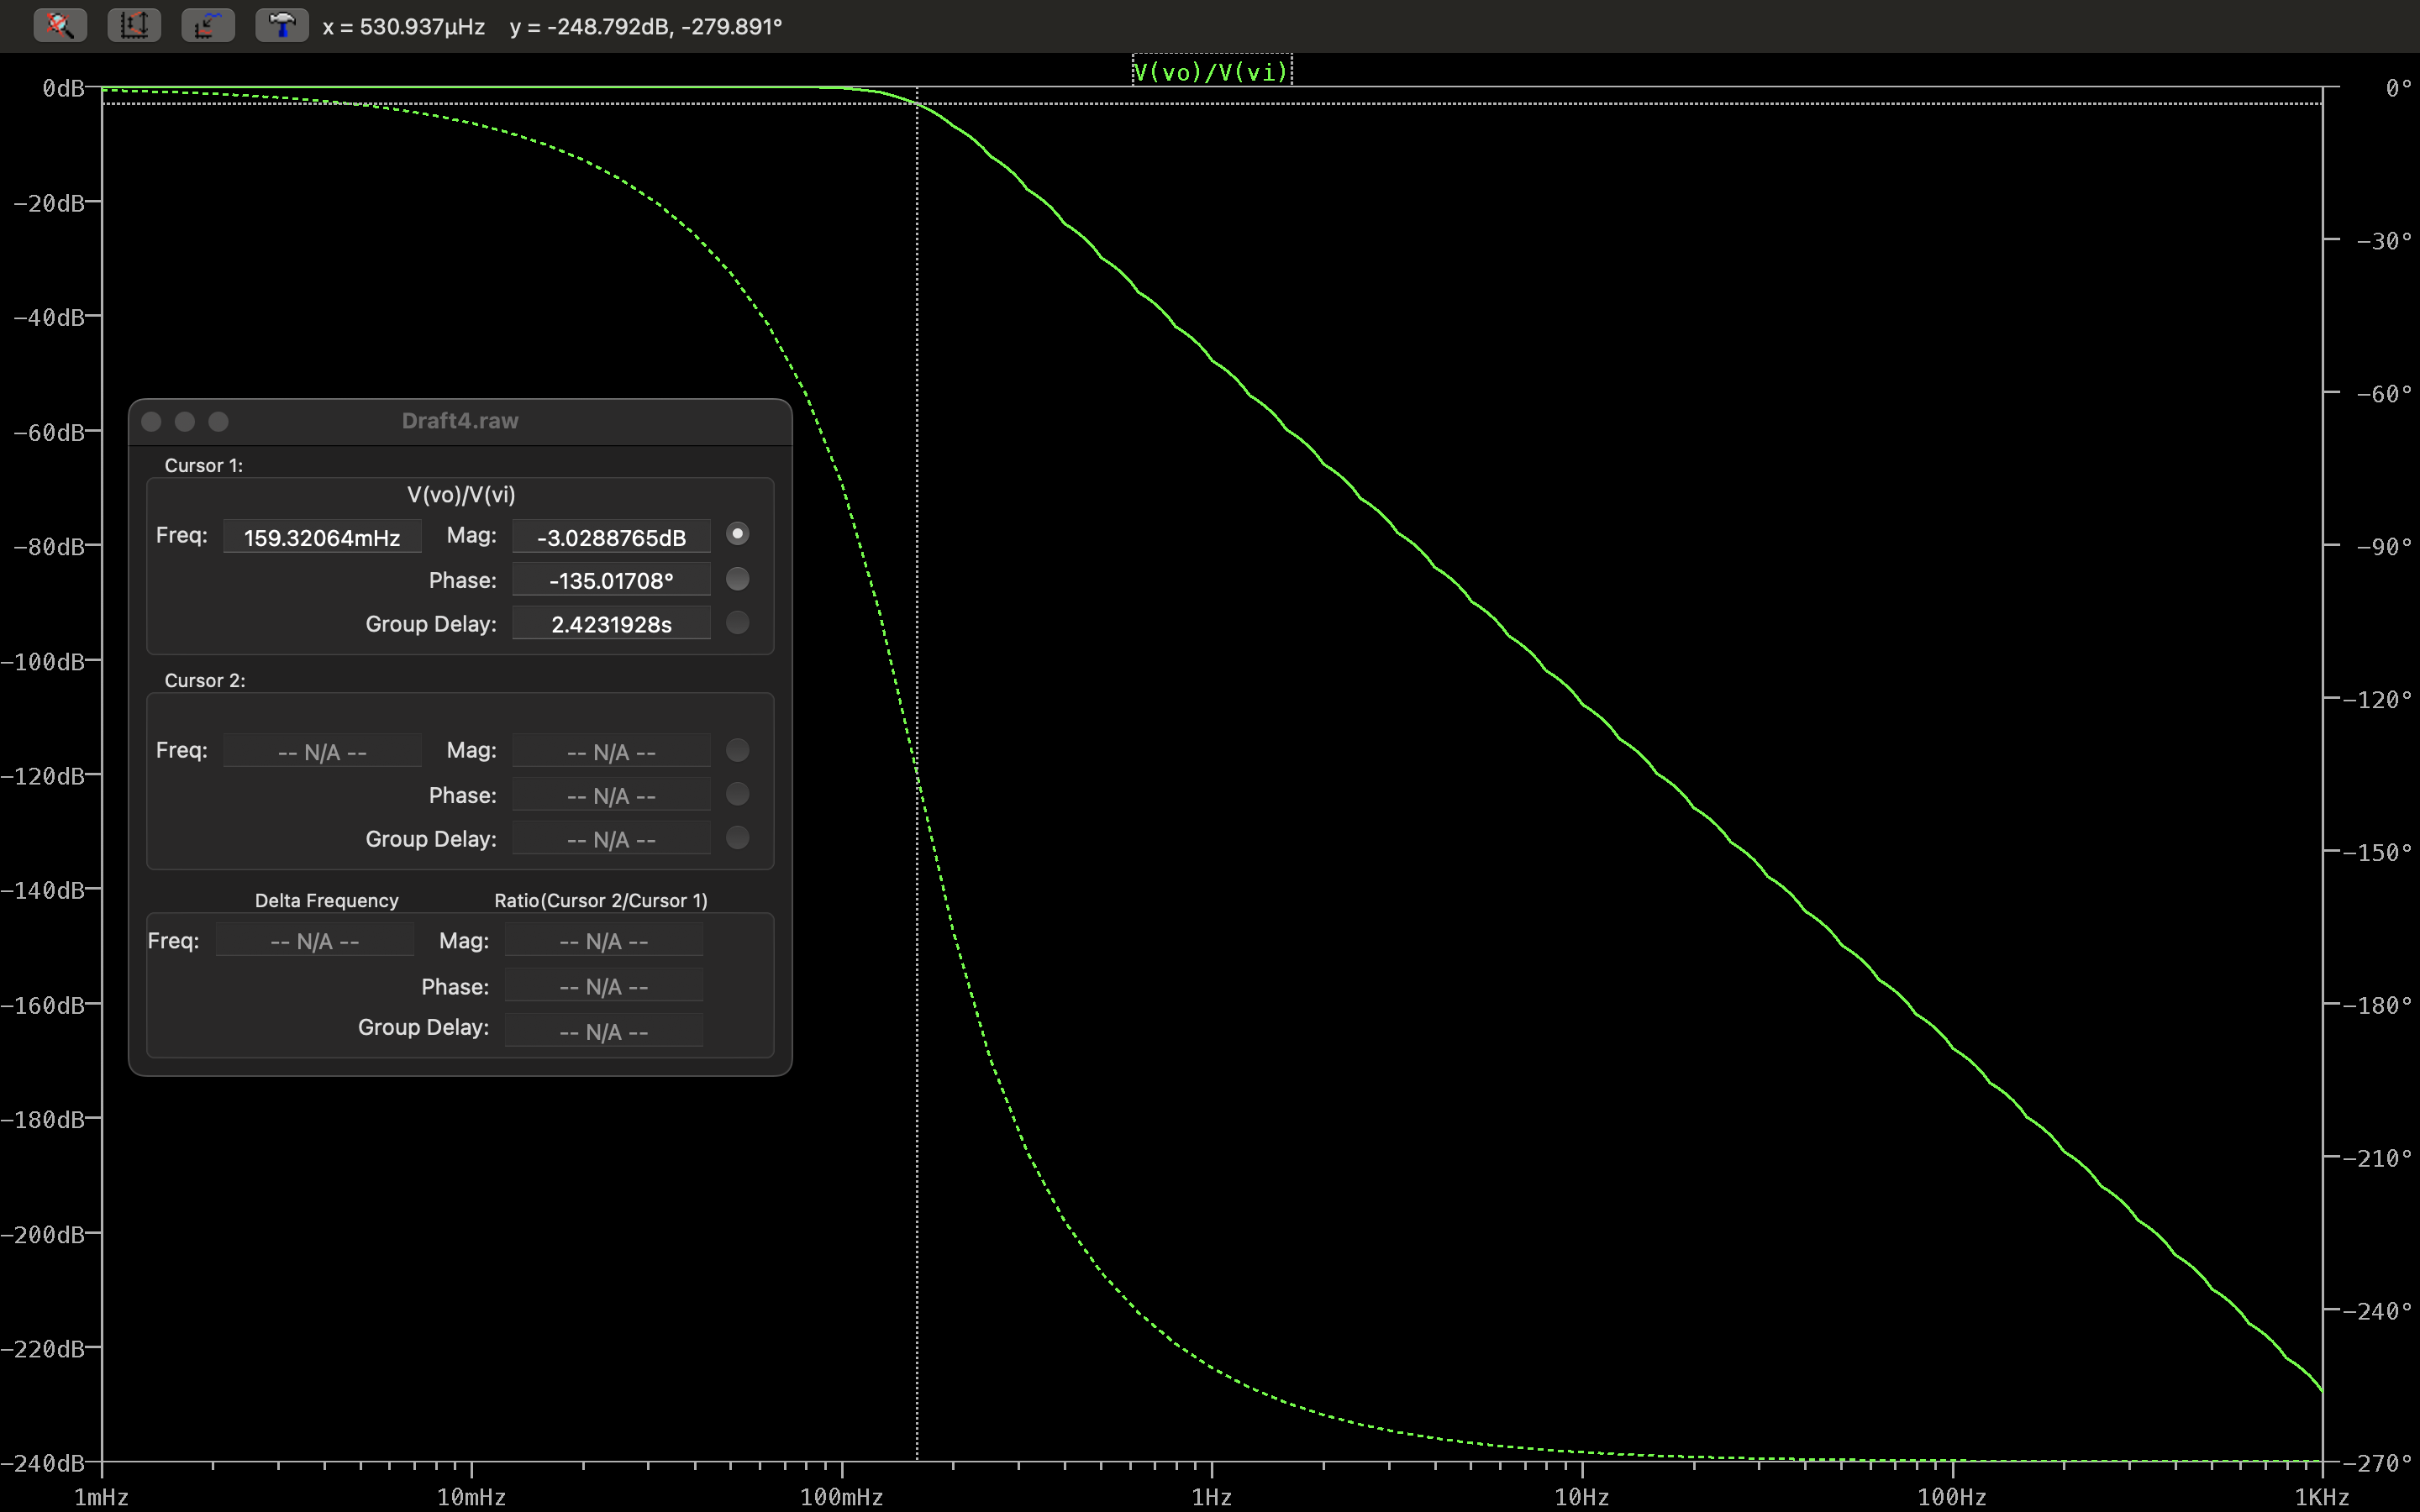 x = 530.937µHz    y = -248.792dB, -279.891°
V(vo)/V(vi)
0dB
-20dB
-40dB
-60dB
-80dB
-100dB
-120dB
-140dB
-160dB
-180dB
-200dB
-220dB
-240dB
Draft4.raw
Cursor 1:
V(vo)/V(vi)
Freq: 159.32064mHz Mag: -3.0288765dB
Phase: -135.01708°
Group Delay: 2.4231928s
Cursor 2:
Freq: -- N/A -- Mag: -- N/A --
Phase: -- N/A --
Group Delay: -- N/A --
Delta Frequency Ratio(Cursor 2/Cursor 1)
Freq: -- N/A -- Mag: -- N/A --
Phase: -- N/A --
Group Delay: -- N/A --
0°
-30°
-60°
-90°
-120°
-150°
-180°
-210°
-240°
-270°
1mHz 10mHz 100mHz 1Hz 10Hz 100Hz 1KHz